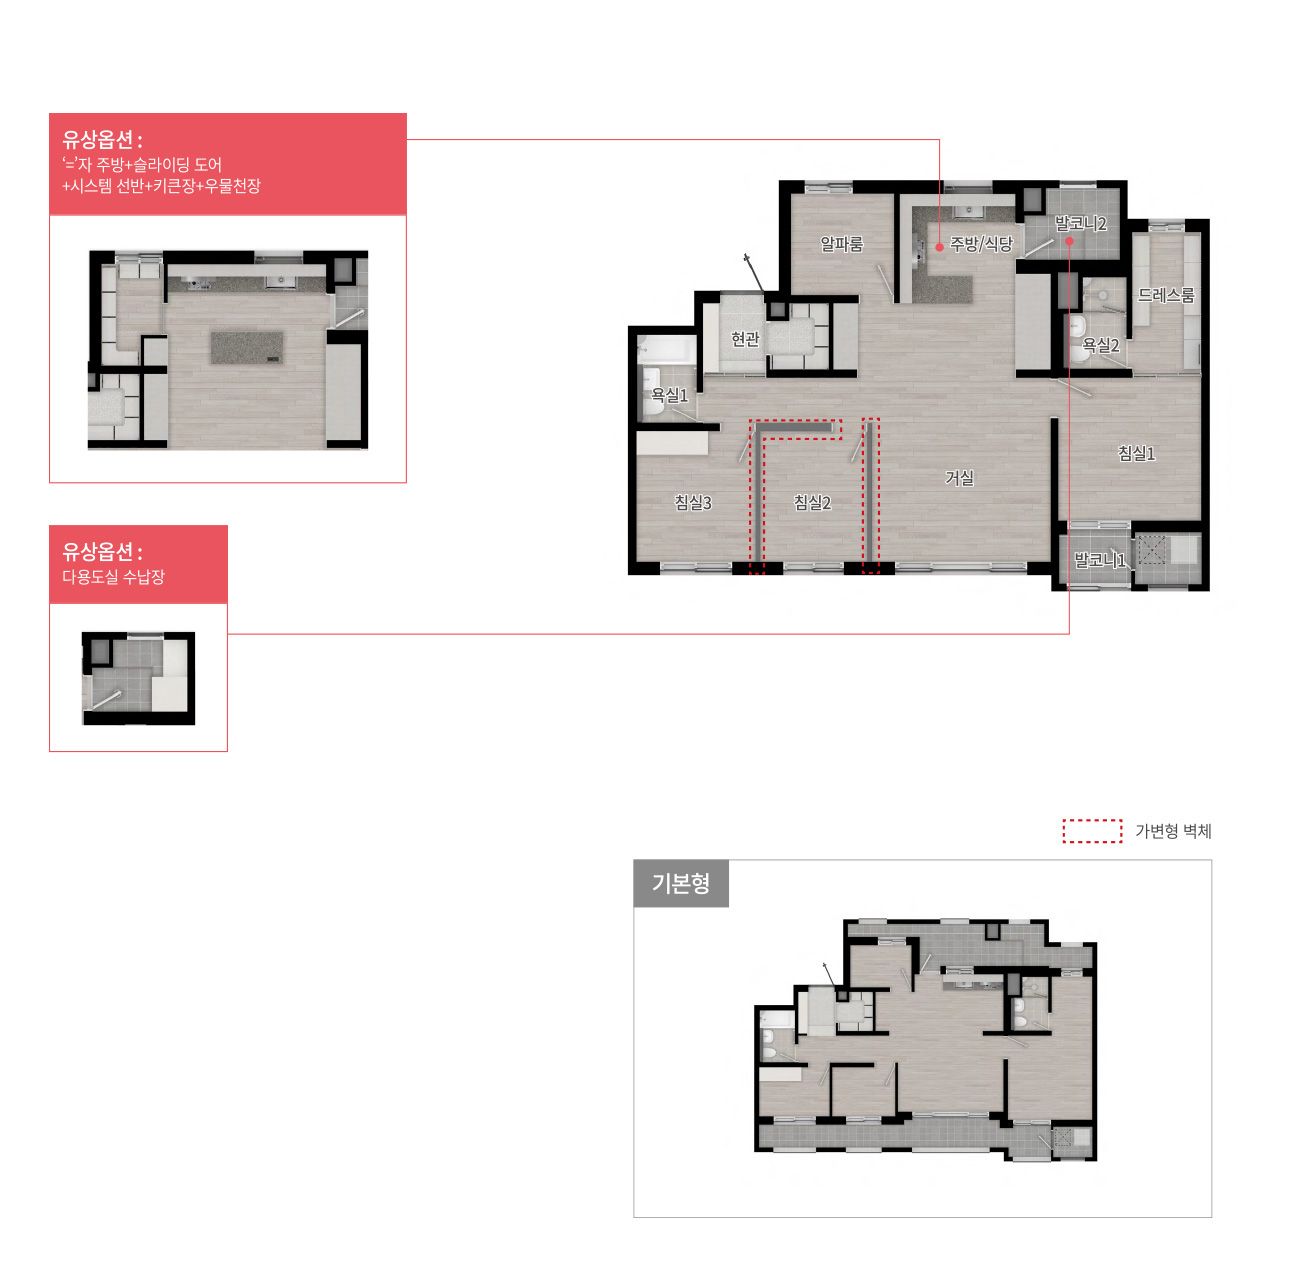 유상옵션 :
‘=’자 주방+슬라이딩 도어
+시스템 선반+키큰장+우물천장
알파룸
주방/식당
발코니2
드레스룸
현관
욕실2
욕실1
침실1
거실
침실3
침실2
발코니1
유상옵션 :
다용도실 수납장
가변형 벽체
기본형